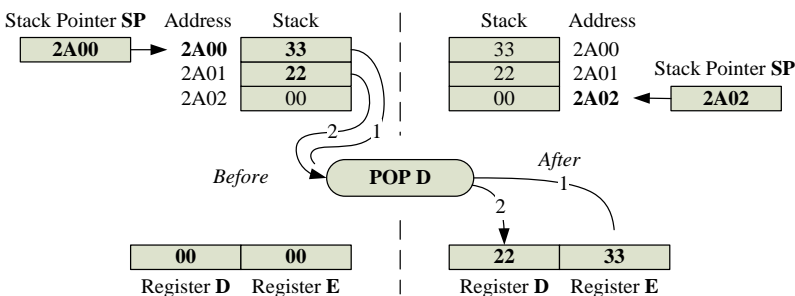 Stack Pointer SP Address Stack
2A00 2A00 33
2A01 22
2A02 00
Stack Address
33 2A00
22 2A01 Stack Pointer SP
00 2A02 2A02
2 1
Before POP D After
1
2
00 00
Register D Register E
22 33
Register D Register E